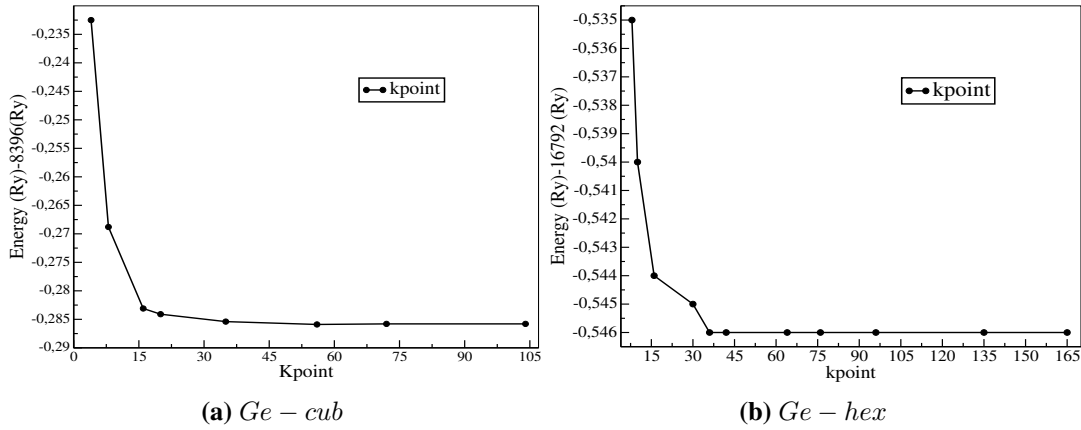 Energy (Ry)-8396(Ry)
-0,235
-0,24
-0,245
-0,25
-0,255
-0,26
-0,265
-0,27
-0,275
-0,28
-0,285
-0,29
kpoint
0 15 30 45 60 75 90 105
Kpoint
(a) Ge − cub
Energy (Ry)-16792 (Ry)
-0,535
-0,536
-0,537
-0,538
-0,539
-0,54
-0,541
-0,542
-0,543
-0,544
-0,545
-0,546
kpoint
15 30 45 60 75 90 105 120 135 150 165
kpoint
(b) Ge − hex